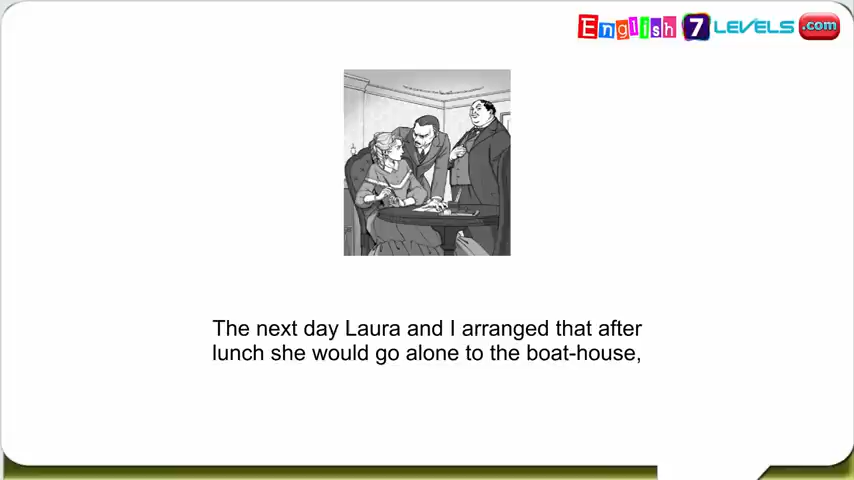 English 7 LEVELS .com
The next day Laura and I arranged that after
lunch she would go alone to the boat-house,